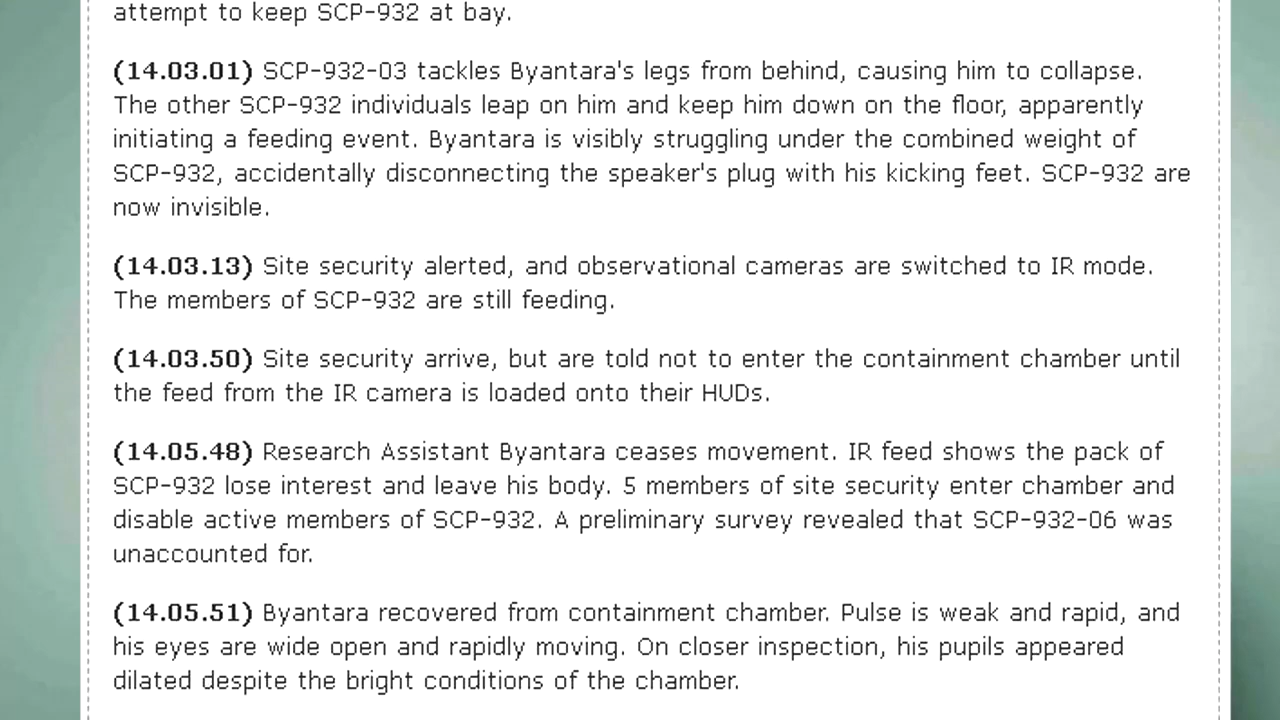 attempt to keep SCP-932 at bay.
(14.03.01) SCP-932-03 tackles Byantara's legs from behind, causing him to collapse.
The other SCP-932 individuals leap on him and keep him down on the floor, apparently
initiating a feeding event. Byantara is visibly struggling under the combined weight of
SCP-932, accidentally disconnecting the speaker's plug with his kicking feet. SCP-932 are
now invisible.
(14.03.13) Site security alerted, and observational cameras are switched to IR mode.
The members of SCP-932 are still feeding.
(14.03.50) Site security arrive, but are told not to enter the containment chamber until
the feed from the IR camera is loaded onto their HUDs.
(14.05.48) Research Assistant Byantara ceases movement. IR feed shows the pack of
SCP-932 lose interest and leave his body. 5 members of site security enter chamber and
disable active members of SCP-932. A preliminary survey revealed that SCP-932-06 was
unaccounted for.
(14.05.51) Byantara recovered from containment chamber. Pulse is weak and rapid, and
his eyes are wide open and rapidly moving. On closer inspection, his pupils appeared
dilated despite the bright conditions of the chamber.